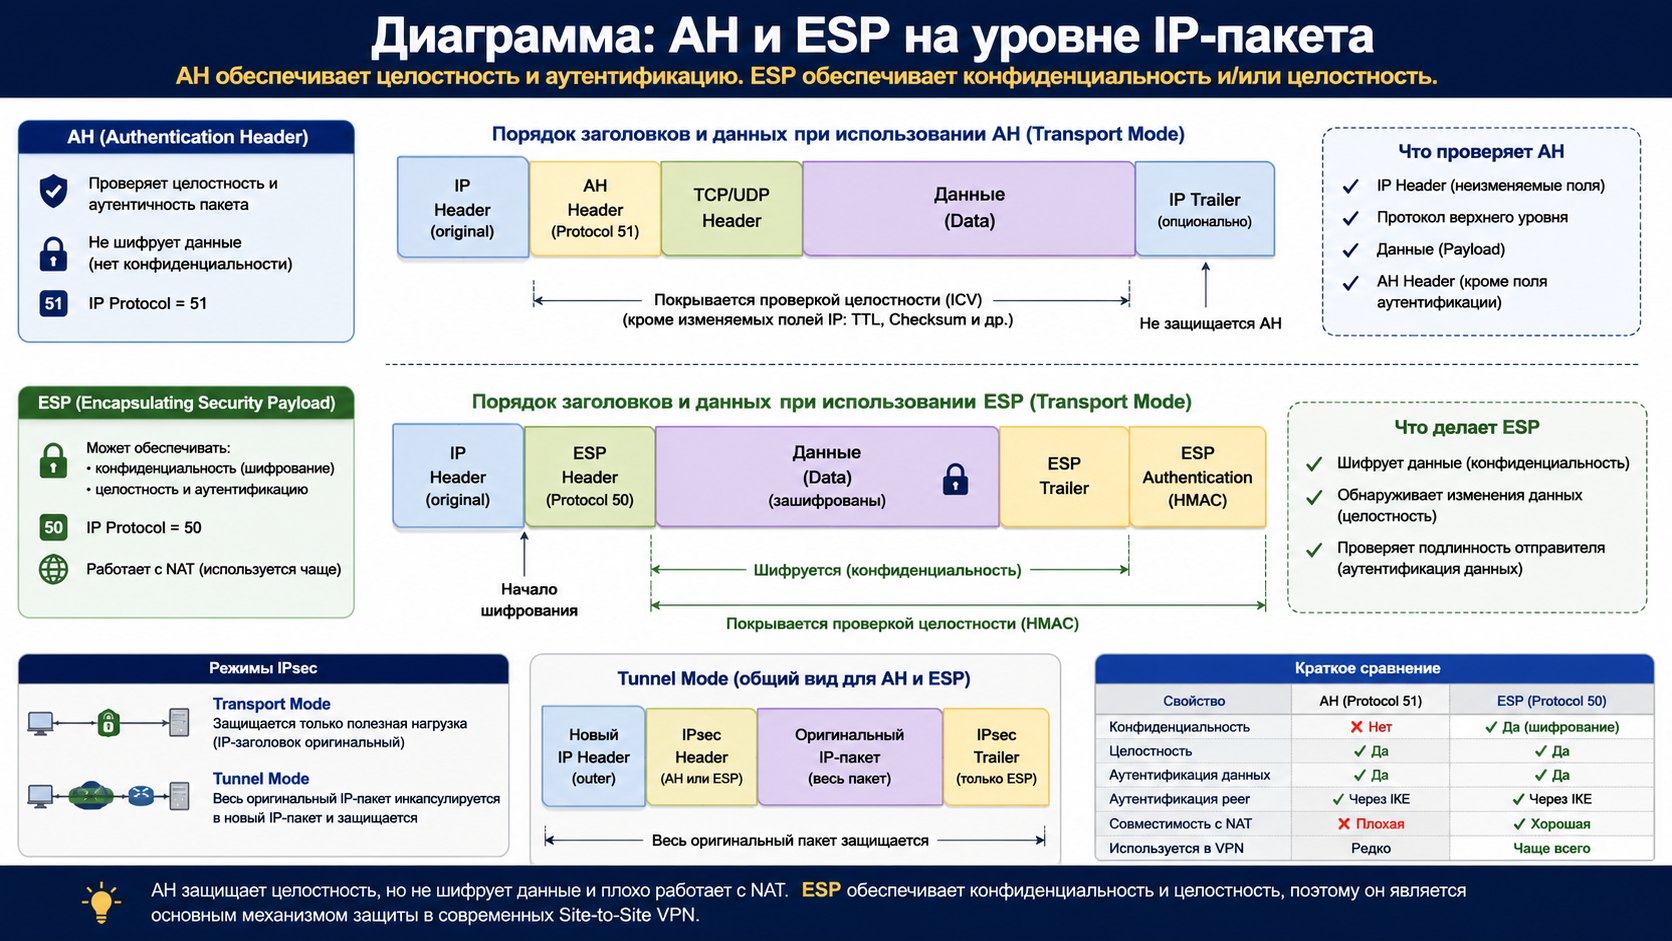 Диаграмма: AH и ESP на уровне IP-пакета
AH обеспечивает целостность и аутентификацию. ESP обеспечивает конфиденциальность и/или целостность.
AH (Authentication Header)
Проверяет целостность и
аутентичность пакета
Не шифрует данные
(нет конфиденциальности)
51 IP Protocol = 51
Порядок заголовков и данных при использовании AH (Transport Mode)
IP
Header
(original)
AH
Header
(Protocol 51)
TCP/UDP
Header
Данные
(Data)
IP Trailer
(опционально)
Покрывается проверкой целостности (ICV)
(кроме изменяемых полей IP: TTL, Checksum и др.)
Не защищается AH
Что проверяет AH
IP Header (неизменяемые поля)
Протокол верхнего уровня
Данные (Payload)
AH Header (кроме поля
аутентификации)
ESP (Encapsulating Security Payload)
Может обеспечивать:
• конфиденциальность (шифрование)
• целостность и аутентификацию
50 IP Protocol = 50
Работает с NAT (используется чаще)
Порядок заголовков и данных при использовании ESP (Transport Mode)
IP
Header
(original)
ESP
Header
(Protocol 50)
Данные
(Data)
(зашифрованы)
ESP
Trailer
ESP
Authentication
(HMAC)
Начало
шифрования
Шифруется (конфиденциальность)
Покрывается проверкой целостности (HMAC)
Что делает ESP
Шифрует данные (конфиденциальность)
Обнаруживает изменения данных
(целостность)
Проверяет подлинность отправителя
(аутентификация данных)
Режимы IPsec
Transport Mode
Защищается только полезная нагрузка
(IP-заголовок оригинальный)
Tunnel Mode
Весь оригинальный IP-пакет инкапсулируется
в новый IP-пакет и защищается
Tunnel Mode (общий вид для AH и ESP)
Новый
IP Header
(outer)
IPsec
Header
(AH или ESP)
Оригинальный
IP-пакет
(весь пакет)
IPsec
Trailer
(только ESP)
Весь оригинальный пакет защищается
Краткое сравнение
Свойство AH (Protocol 51) ESP (Protocol 50)
Конфиденциальность Нет Да (шифрование)
Целостность Да Да
Аутентификация данных Да Да
Аутентификация peer Через IKE Через IKE
Совместимость с NAT Плохая Хорошая
Используется в VPN Редко Чаще всего
AH защищает целостность, но не шифрует данные и плохо работает с NAT. ESP обеспечивает конфиденциальность и целостность, поэтому он является
основным механизмом защиты в современных Site-to-Site VPN.